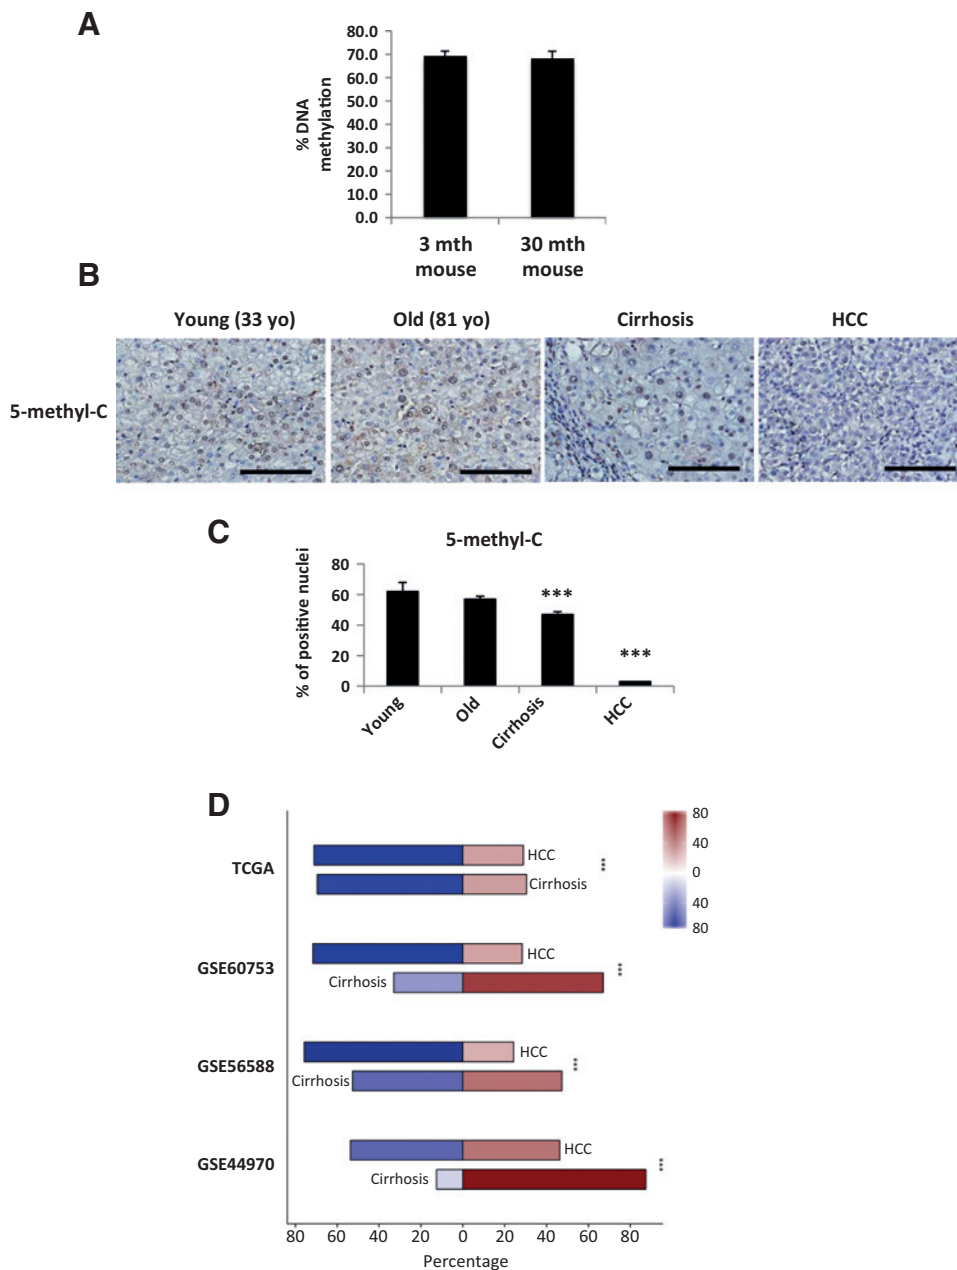 A
% DNA
methylation
80.0
70.0
60.0
50.0
40.0
30.0
20.0
10.0
0.0
3 mth
mouse
30 mth
mouse
B
Young (33 yo)
Old (81 yo)
Cirrhosis
HCC
5-methyl-C
C
5-methyl-C
% of positive nuclei
80
60
40
20
0
***
***
Young
Old
Cirrhosis
HCC
D
TCGA
HCC
Cirrhosis
***
GSE60753
HCC
Cirrhosis
***
GSE56588
HCC
Cirrhosis
***
GSE44970
HCC
Cirrhosis
***
80
40
0
40
80
80 60 40 20 0 20 40 60 80
Percentage